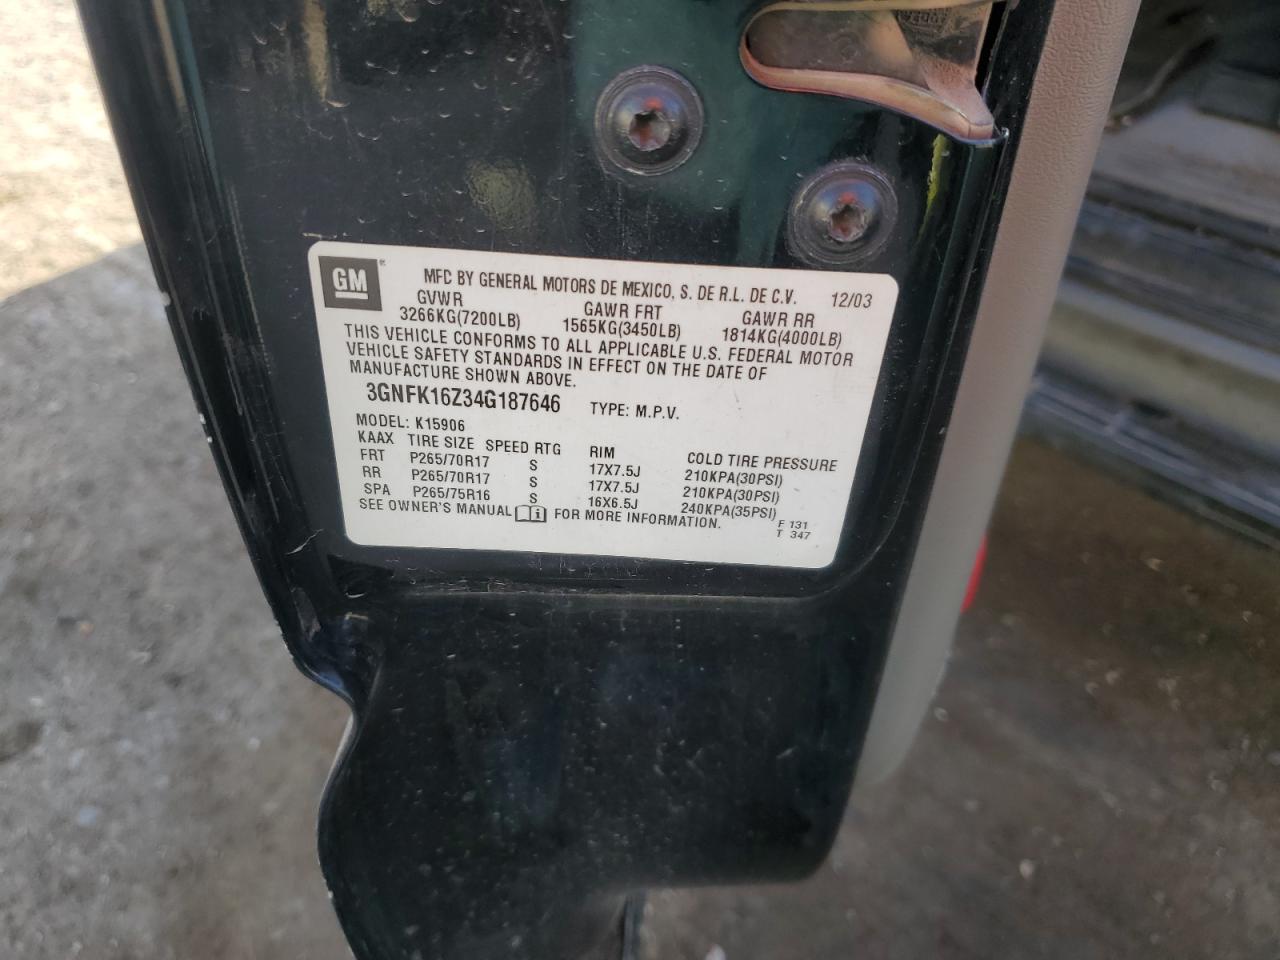 GM
MFC BY GENERAL MOTORS DE MEXICO, S. DE R.L. DE C.V. 12/03
GVWR GAWR FRT GAWR RR
3266KG(7200LB) 1565KG(3450LB) 1814KG(4000LB)
THIS VEHICLE CONFORMS TO ALL APPLICABLE U.S. FEDERAL MOTOR
VEHICLE SAFETY STANDARDS IN EFFECT ON THE DATE OF
MANUFACTURE SHOWN ABOVE.
3GNFK16Z34G187646 TYPE: M.P.V.
MODEL: K15906
KAAX TIRE SIZE SPEED RTG RIM COLD TIRE PRESSURE
FRT P265/70R17 S 17X7.5J 210KPA(30PSI)
RR P265/70R17 S 17X7.5J 210KPA(30PSI)
SPA P265/75R16 S 16X6.5J 240KPA(35PSI)
SEE OWNER'S MANUAL i FOR MORE INFORMATION. F 131
T 347